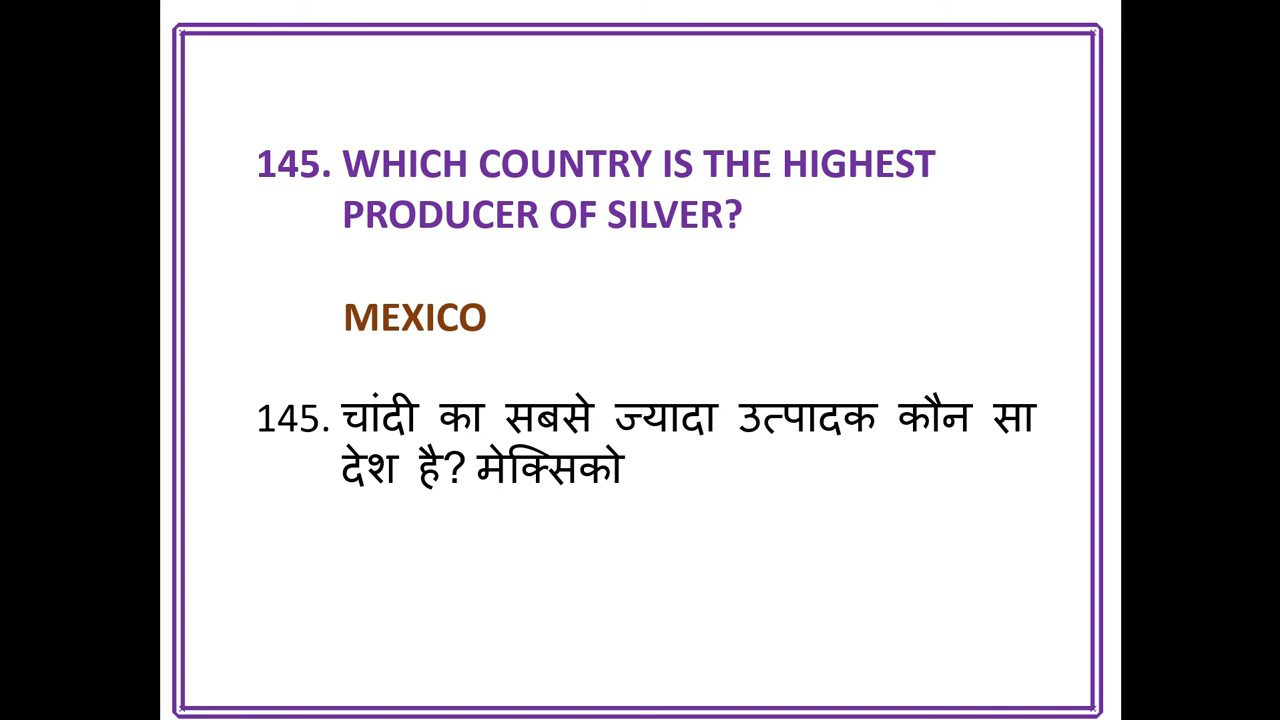 145. WHICH COUNTRY IS THE HIGHEST
PRODUCER OF SILVER?
MEXICO
145. चांदी का सबसे ज्यादा उत्पादक कौन सा
देश है? मेक्सिको